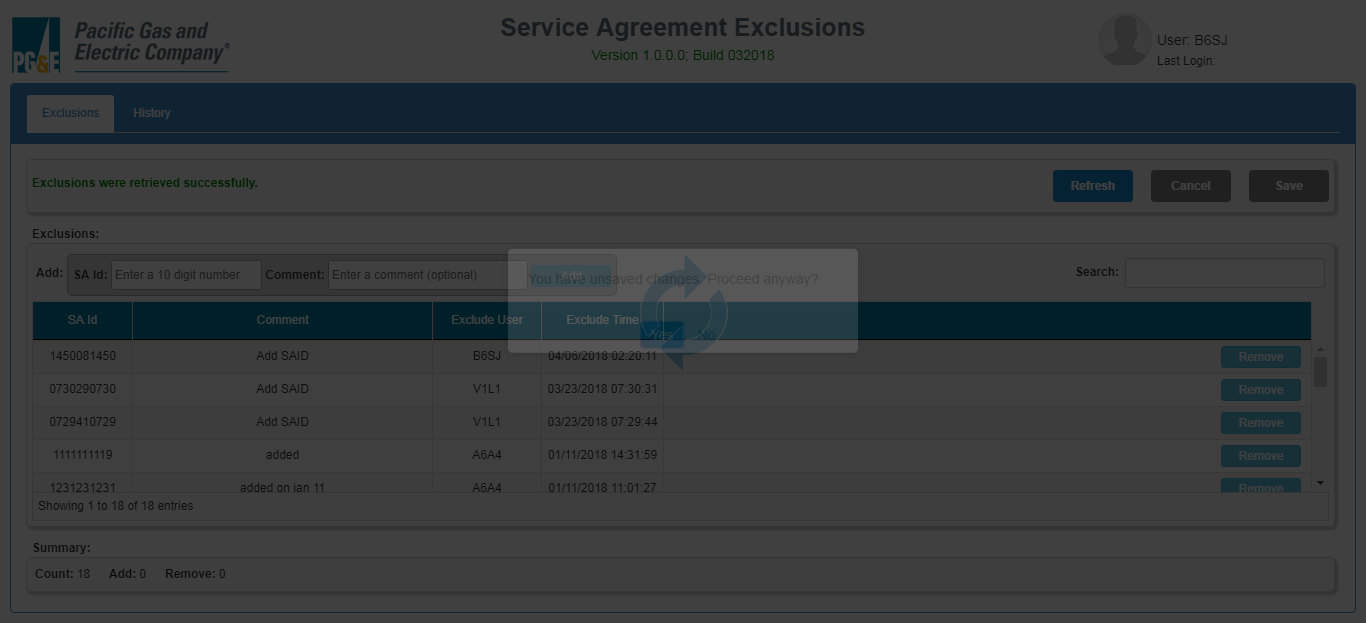 Pacific Gas and
Electric Company®
PG&E
Service Agreement Exclusions
Version 1.0.0.0; Build 032018
User: B6SJ
Last Login:
Exclusions History
Exclusions were retrieved successfully.
Refresh Cancel Save
Exclusions:
Add: SA Id: Enter a 10 digit number Comment: Enter a comment (optional) Add Search:
You have unsaved changes. Proceed anyway?
Yes No
SA Id Comment Exclude User Exclude Time
1450081450 Add SAID B6SJ 04/06/2018 02:20:11 Remove
0730290730 Add SAID V1L1 03/23/2018 07:30:31 Remove
0729410729 Add SAID V1L1 03/23/2018 07:29:44 Remove
1111111119 added A6A4 01/11/2018 14:31:59 Remove
1231231231 added on jan 11 A6A4 01/11/2018 11:01:27 Remove
Showing 1 to 18 of 18 entries
Summary:
Count: 18 Add: 0 Remove: 0